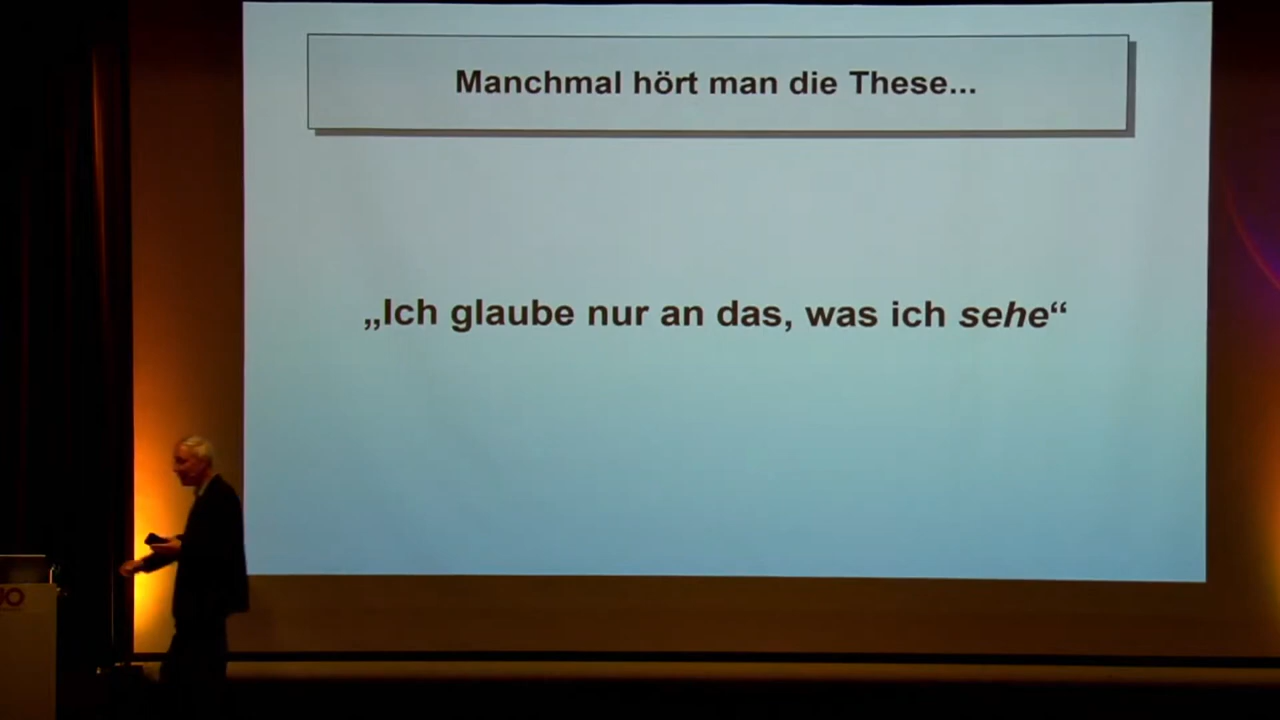 Manchmal hört man die These...
„Ich glaube nur an das, was ich sehe“